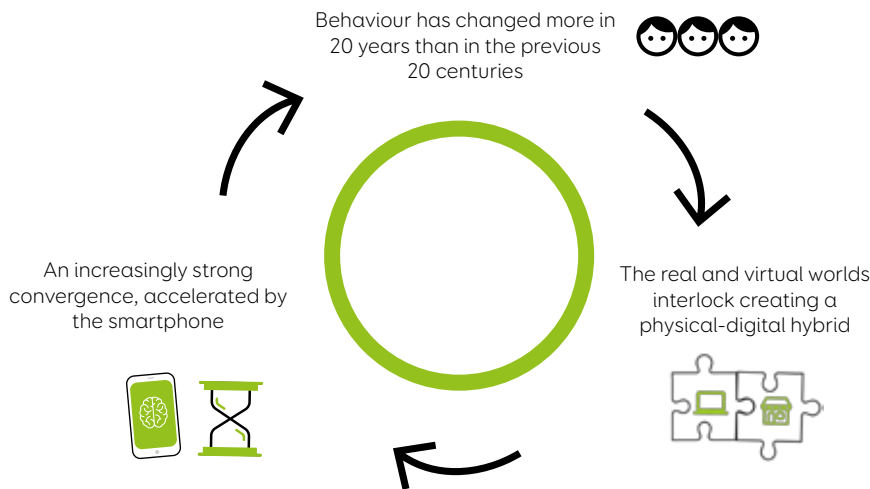 Behaviour has changed more in
20 years than in the previous
20 centuries
The real and virtual worlds
interlock creating a
physical-digital hybrid
An increasingly strong
convergence, accelerated by
the smartphone